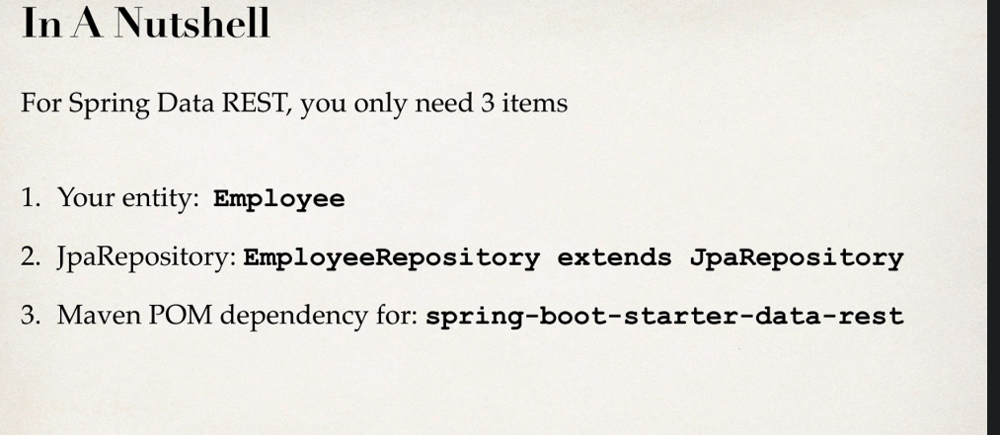 In A Nutshell
For Spring Data REST, you only need 3 items
1. Your entity: Employee
2. JpaRepository: EmployeeRepository extends JpaRepository
3. Maven POM dependency for: spring-boot-starter-data-rest